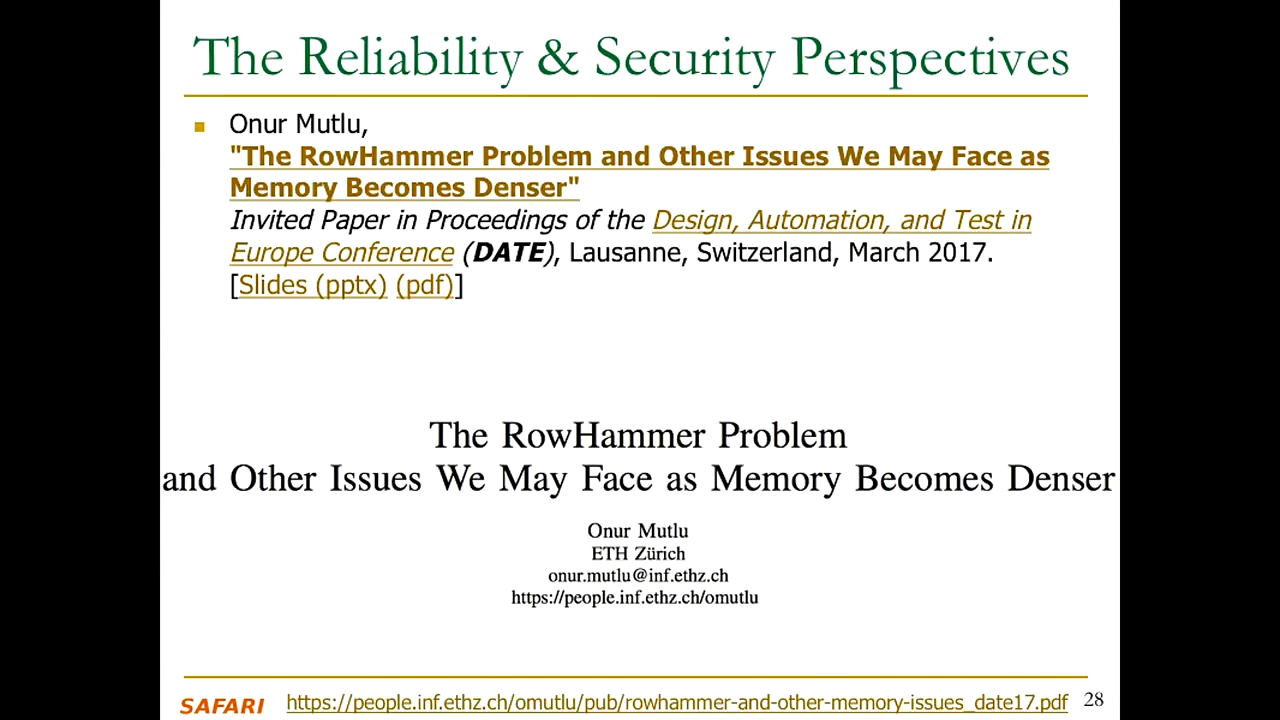 The Reliability & Security Perspectives
Onur Mutlu,
"The RowHammer Problem and Other Issues We May Face as
Memory Becomes Denser"
Invited Paper in Proceedings of the Design, Automation, and Test in
Europe Conference (DATE), Lausanne, Switzerland, March 2017.
[Slides (pptx) (pdf)]
The RowHammer Problem
and Other Issues We May Face as Memory Becomes Denser
Onur Mutlu
ETH Zürich
onur.mutlu@inf.ethz.ch
https://people.inf.ethz.ch/omutlu
SAFARI https://people.inf.ethz.ch/omutlu/pub/rowhammer-and-other-memory-issues_date17.pdf 28